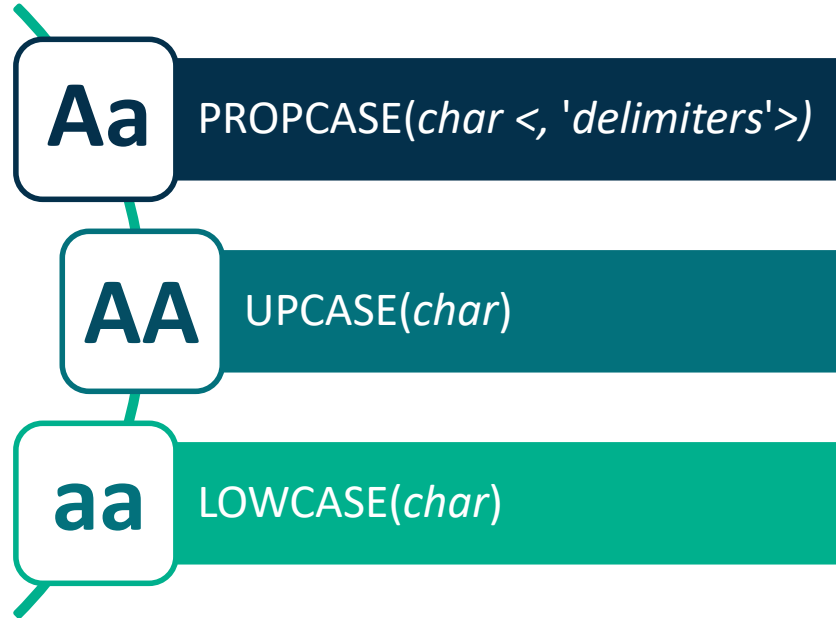 Aa
PROPCASE(char <, 'delimiters'>)
AA
UPCASE(char)
aa
LOWCASE(char)